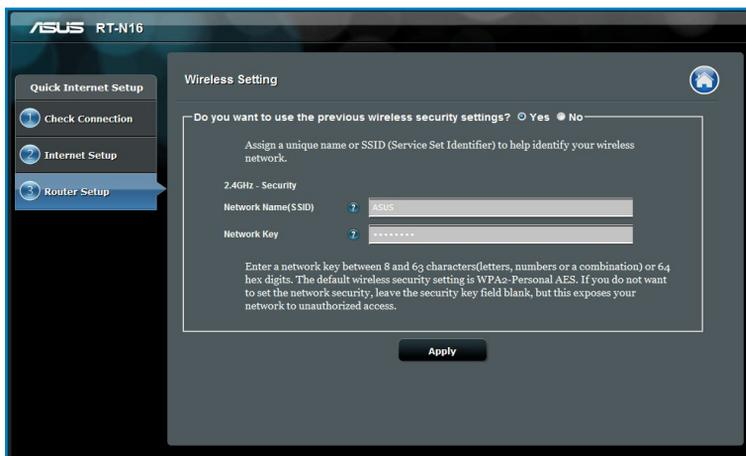 ASUS RT-N16
Quick Internet Setup
1 Check Connection
2 Internet Setup
3 Router Setup
Wireless Setting
Do you want to use the previous wireless security settings? Yes No
Assign a unique name or SSID (Service Set Identifier) to help identify your wireless
network.
2.4GHz - Security
Network Name(SSID) ? ASUS
Network Key ? ••••••••
Enter a network key between 8 and 63 characters(letters, numbers or a combination) or 64
hex digits. The default wireless security setting is WPA2-Personal AES. If you do not want
to set the network security, leave the security key field blank, but this exposes your
network to unauthorized access.
Apply